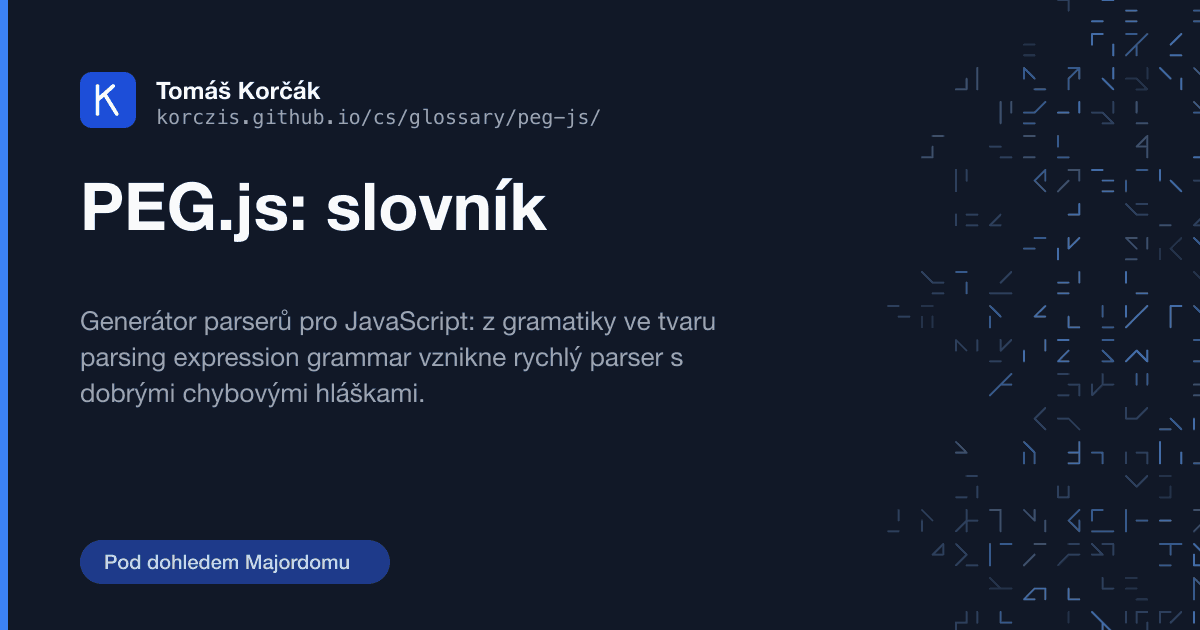 K
Tomáš Korčák
korczis.github.io/cs/glossary/peg-js/
PEG.js: slovník
Generátor parserů pro JavaScript: z gramatiky ve tvaru
parsing expression grammar vznikne rychlý parser s
dobrými chybovými hláškami.
Pod dohledem Majordomu